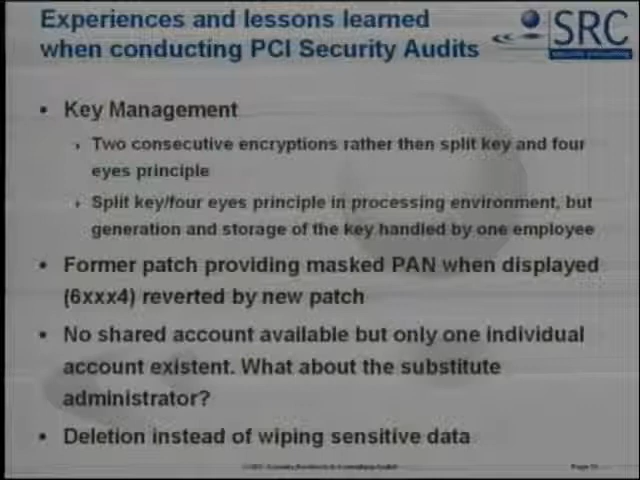 Experiences and lessons learned
when conducting PCI Security Audits
SRC
• Key Management
Two consecutive encryptions rather then split key and four
eyes principle
Split key/four eyes principle in processing environment, but
generation and storage of the key handled by one employee
• Former patch providing masked PAN when displayed
(6xxx4) reverted by new patch
• No shared account available but only one individual
account existent. What about the substitute
administrator?
• Deletion instead of wiping sensitive data
Page